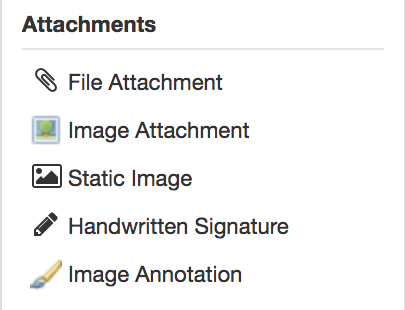 Attachments
File Attachment
Image Attachment
Static Image
Handwritten Signature
Image Annotation